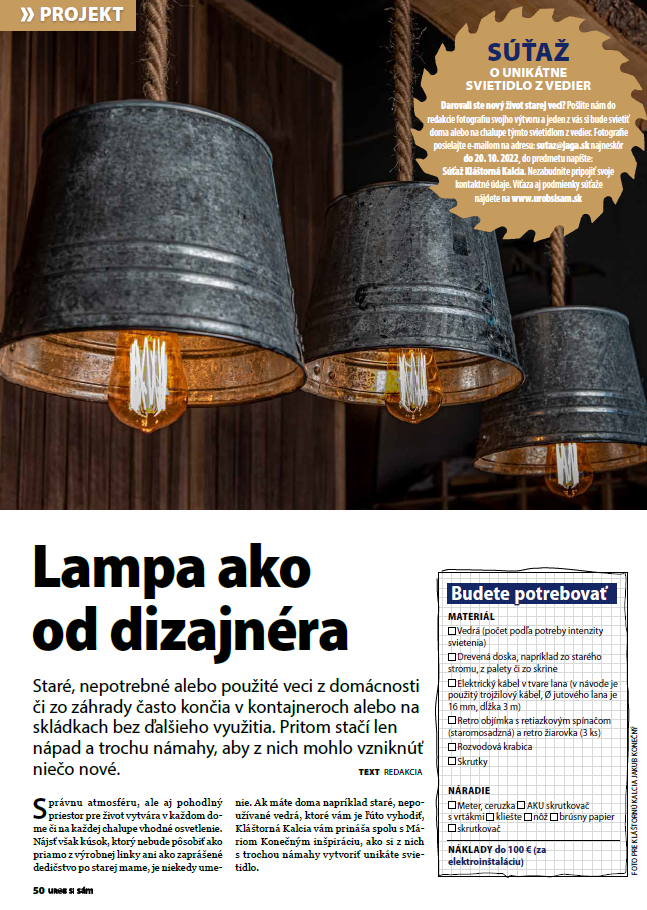 » PROJEKT
SÚŤAŽ
O UNIKÁTNE
SVIETIDLO Z VEDIER
Darovali ste nový život starej veci? Pošlite nám do
redakcie fotografiu svojho výtvoru a jeden z vás si bude svietiť
doma alebo na chalupe týmto svietidlom z vedier. Fotografie
posielajte e-mailom na adresu: sutaz@jaga.sk najneskôr
do 20. 10. 2022, do predmetu napíšte:
Súťaž Kláštorná Kalcia. Nezabudnite pripojiť svoje
kontaktné údaje. Víťaza aj podmienky súťaže
nájdete na www.urobsisam.sk
Lampa ako
od dizajnéra
Staré, nepotrebné alebo použité veci z domácnosti
či zo záhrady často končia v kontajneroch alebo na
skládkach bez ďalšieho využitia. Pritom stačí len
nápad a trochu námahy, aby z nich mohlo vzniknúť
niečo nové.
TEXT REDAKCIA
Správnu atmosféru, ale aj pohodlný
priestor pre život vytvára v každom do-
me či na každej chalupe vhodné osvetlenie.
Nájsť však kúsok, ktorý nebude pôsobiť ako
priamo z výrobnej linky ani ako zaprášené
dedičstvo po starej mame, je niekedy ume-
nie. Ak máte doma napríklad staré, nepo-
užívané vedrá, ktoré vám je ľúto vyhodiť,
Kláštorná Kalcia vám prináša spolu s Má-
riom Konečným inšpiráciu, ako si z nich
s trochou námahy vytvoriť unikáte svie-
tidlo.
Budete potrebovať
MATERIÁL
Vedrá (počet podľa potreby intenzity
svietenia)
Drevená doska, napríklad zo starého
stromu, z palety či zo skrine
Elektrický kábel v tvare lana (v návode je
použitý trojžilový kábel, Ø jutového lana je
16 mm, dĺžka 3 m)
Retro objímka s retiazkovým spínačom
(staromosadzná) a retro žiarovka (3 ks)
Rozvodová krabica
Skrutky
NÁRADIE
Meter, ceruzka AKU skrutkovač
s vrtákmi kliešte nôž brúsny papier
skrutkovač
NÁKLADY do 100 € (za
elektroinštaláciu)
FOTO PRE KLÁŠTORNÚ KALCIA JAKUB KONEČNÝ
50 UROB SI SÁM